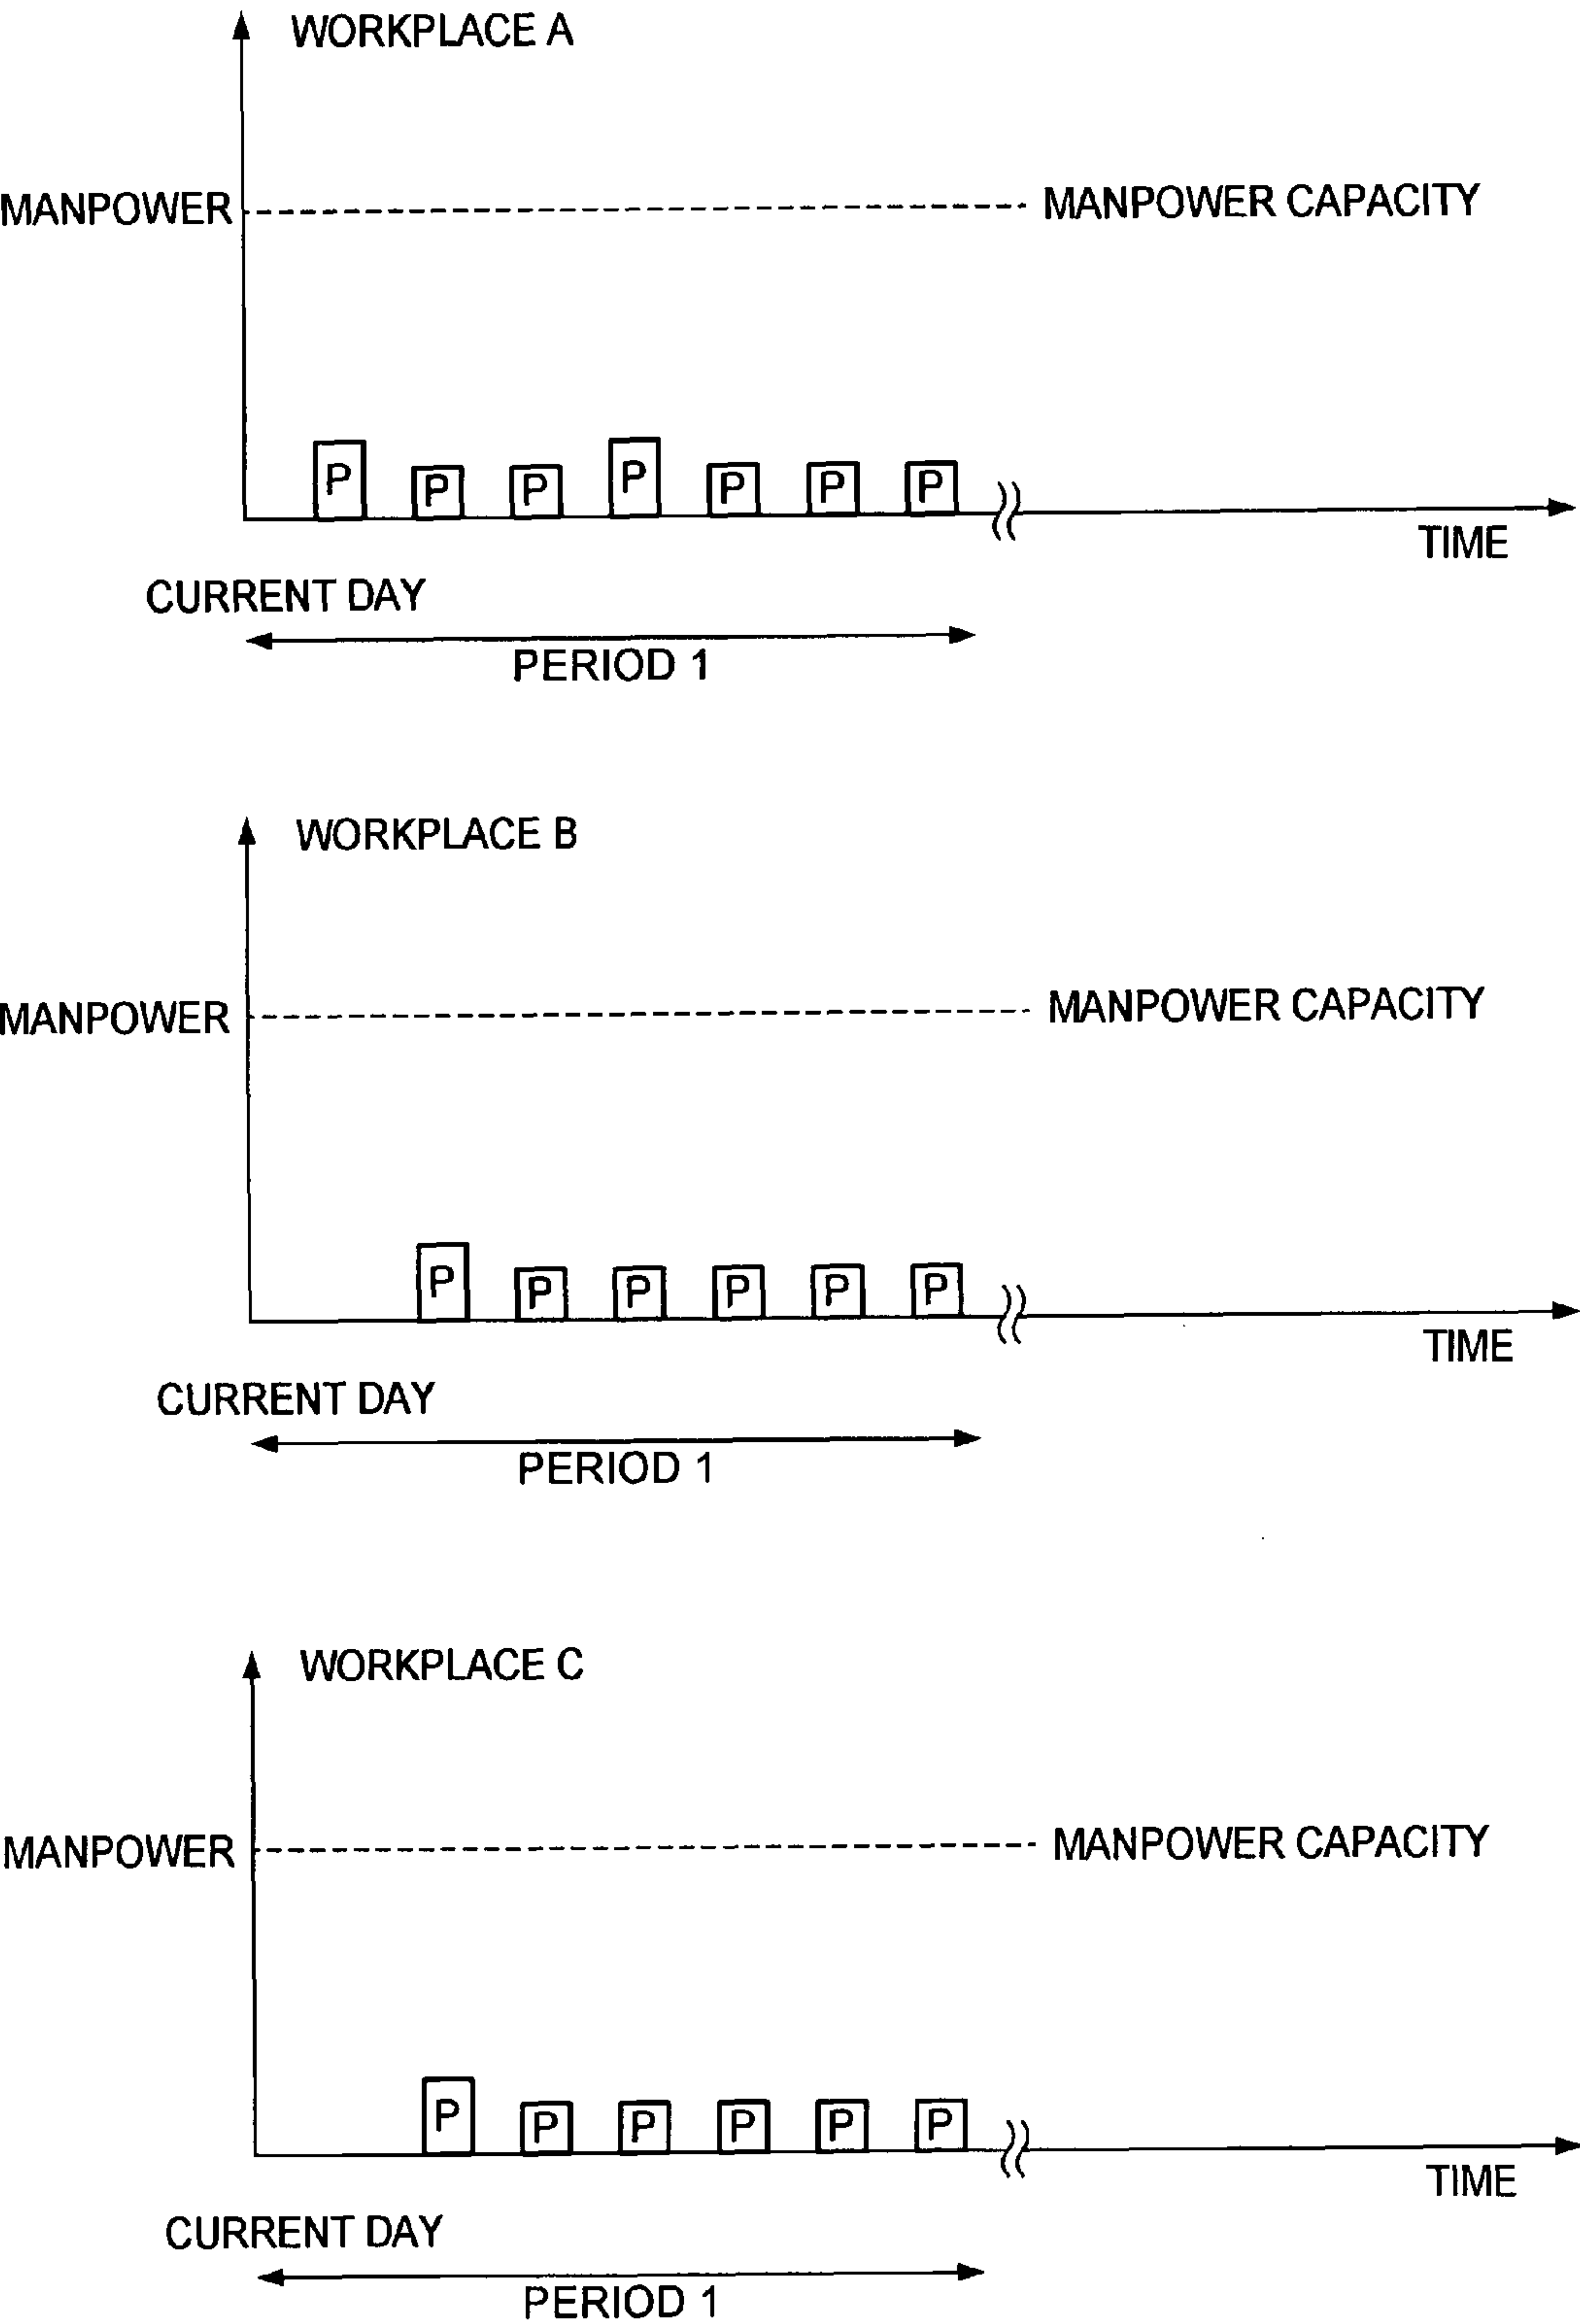 WORKPLACE A
MANPOWER
MANPOWER CAPACITY
P P P P P P P
TIME
CURRENT DAY
PERIOD 1
WORKPLACE B
MANPOWER
MANPOWER CAPACITY
P P P P P P
TIME
CURRENT DAY
PERIOD 1
WORKPLACE C
MANPOWER
MANPOWER CAPACITY
P P P P P P
TIME
CURRENT DAY
PERIOD 1